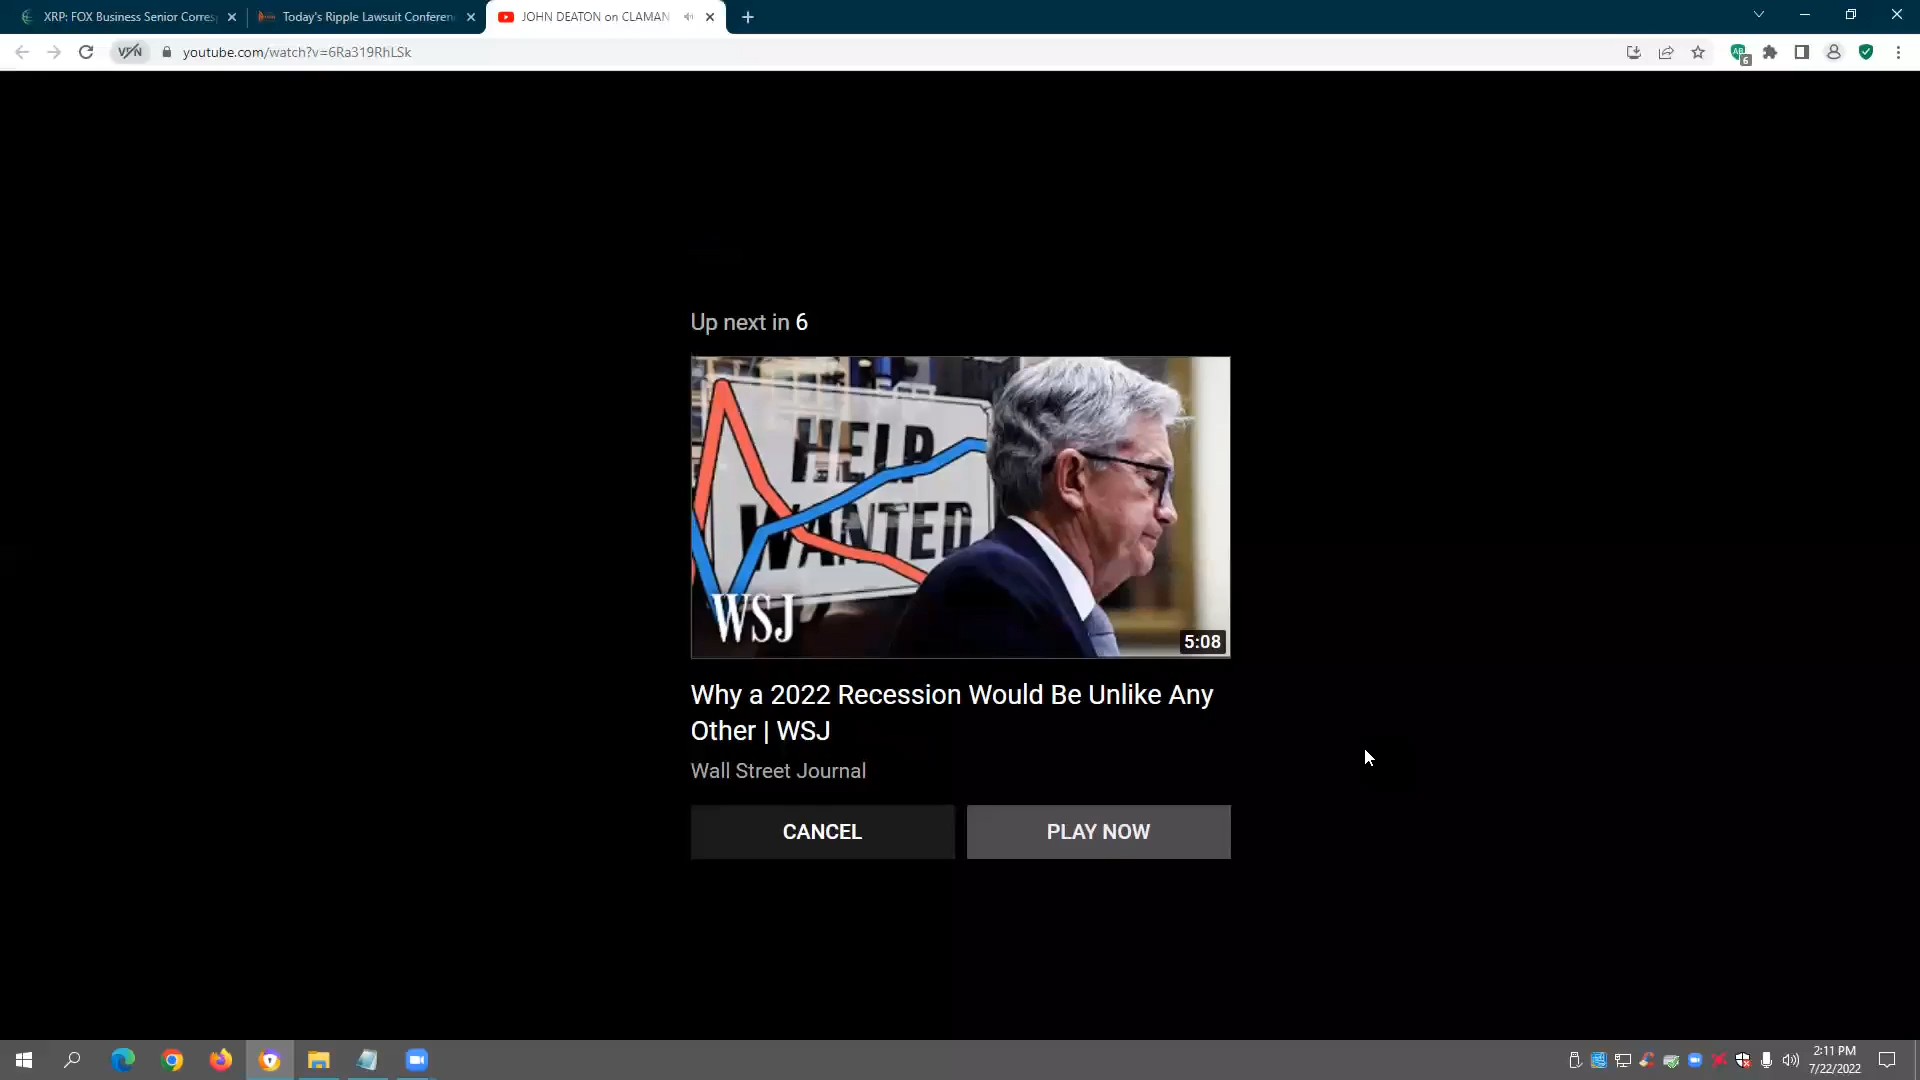 XRP: FOX Business Senior Corres
Today's Ripple Lawsuit Conferen
JOHN DEATON on CLAMAN
VPN
youtube.com/watch?v=6Ra319RhLSk
6
Up next in 6
HELP
WANTED
WSJ
5:08
Why a 2022 Recession Would Be Unlike Any
Other | WSJ
Wall Street Journal
CANCEL
PLAY NOW
2:11 PM
7/22/2022